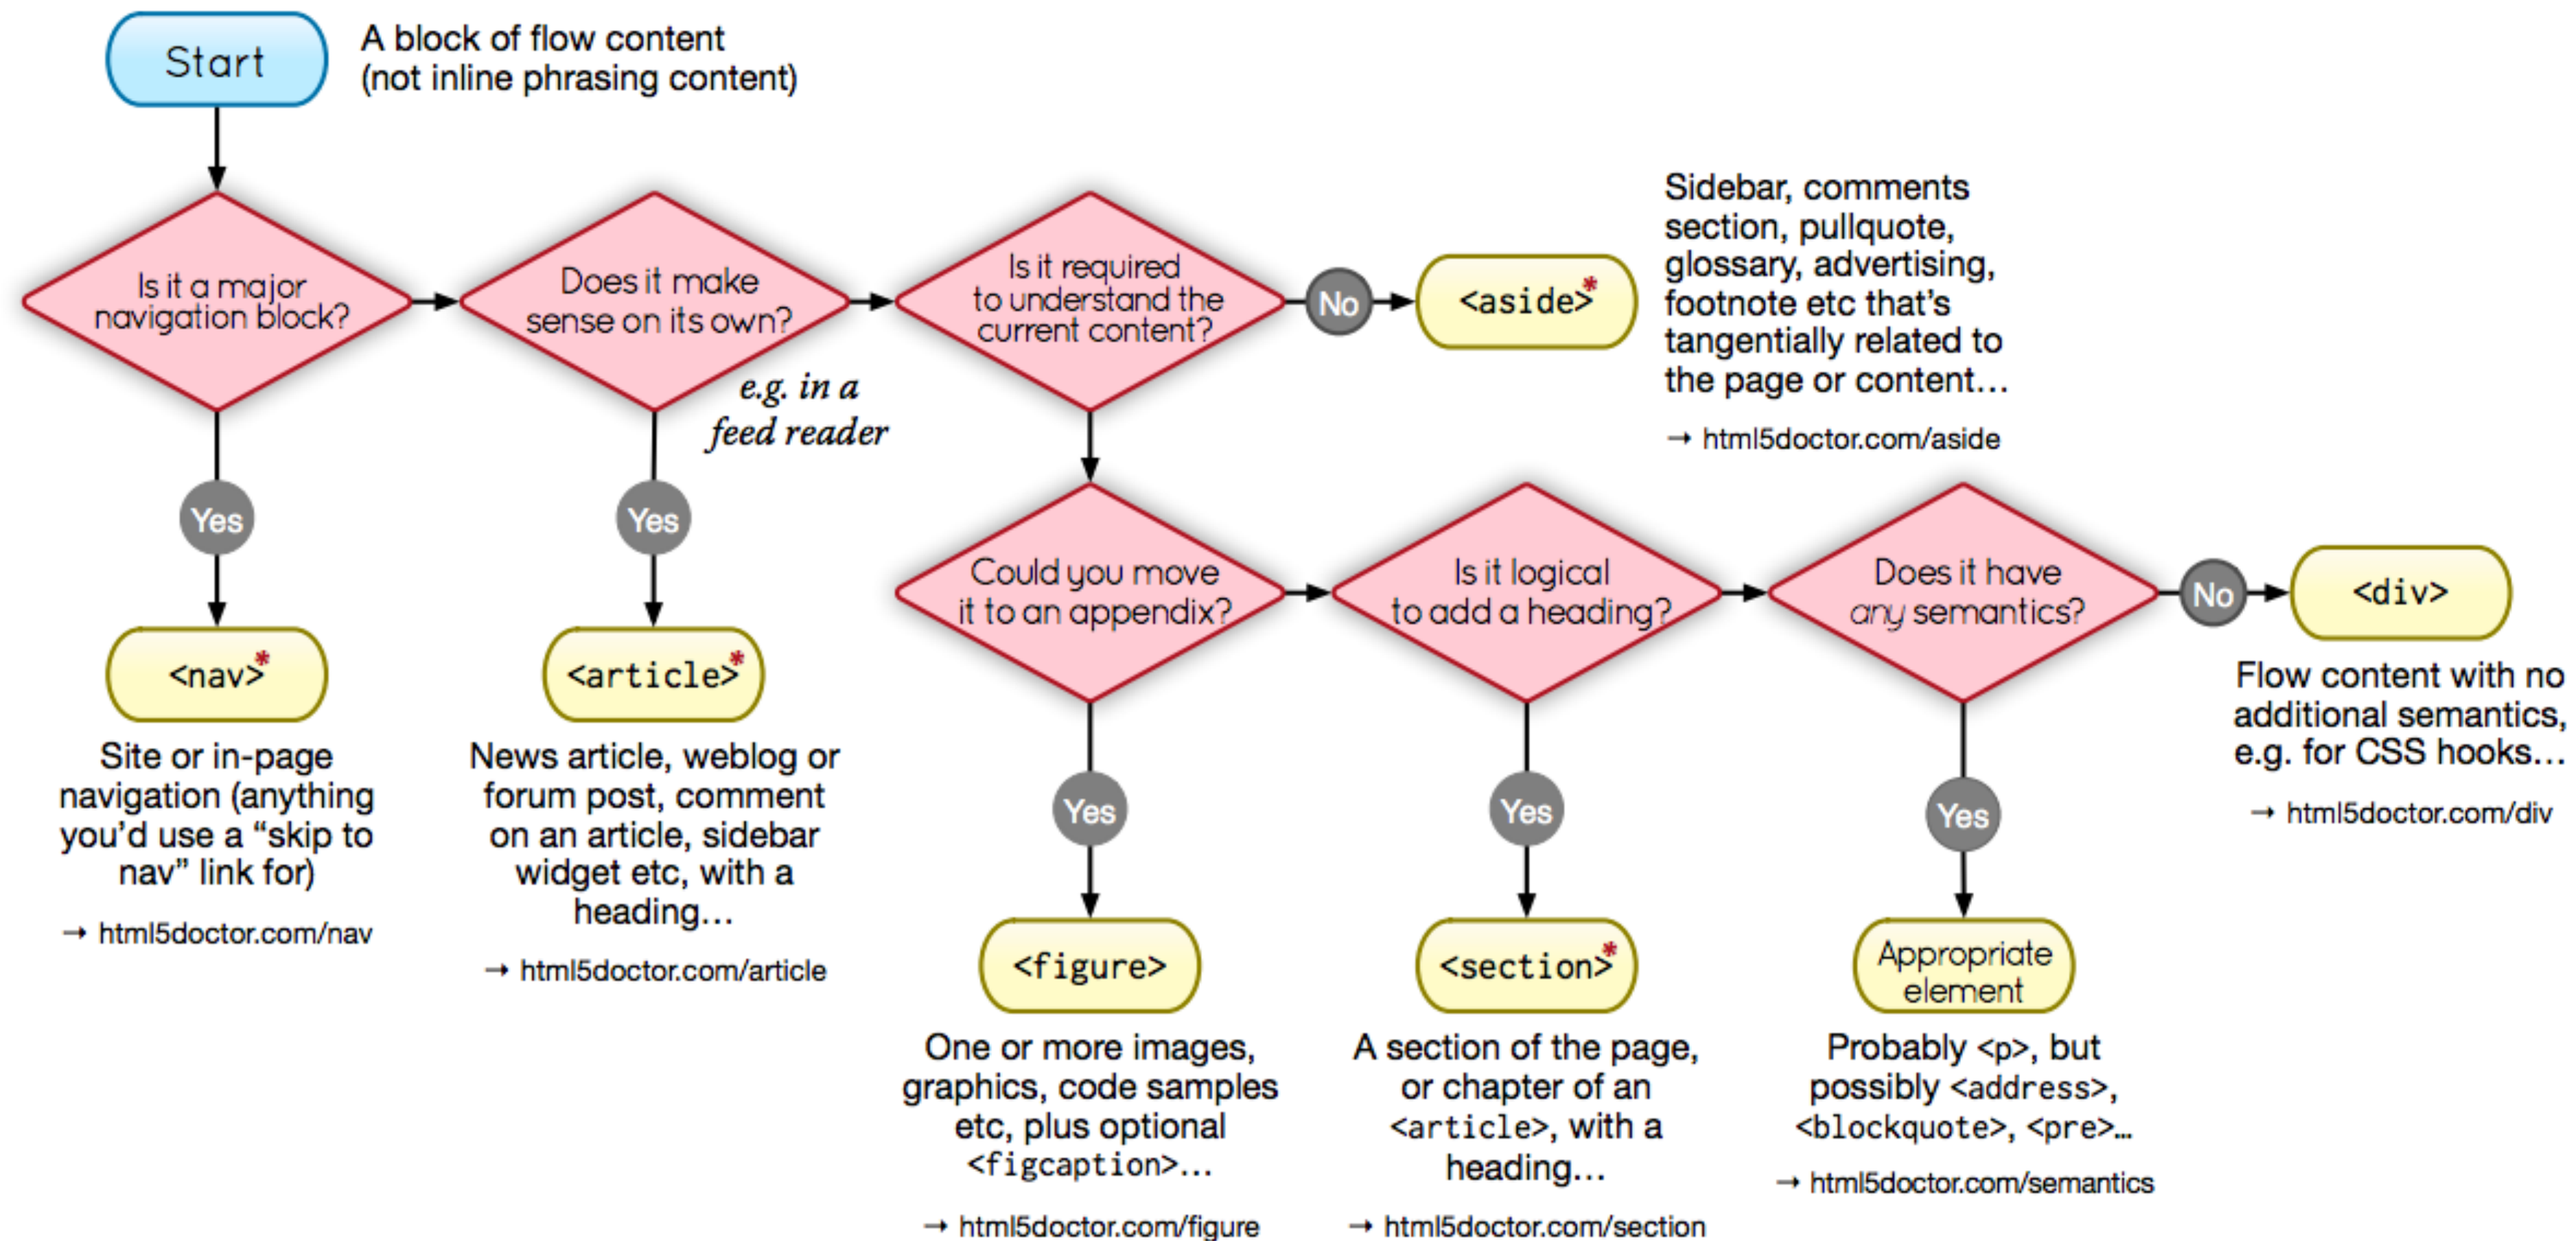 Start
A block of flow content
(not inline phrasing content)
Is it a major
navigation block?
Does it make
sense on its own?
e.g. in a
feed reader
Is it required
to understand the
current content?
No
<aside>*
Sidebar, comments
section, pullquote,
glossary, advertising,
footnote etc that’s
tangentially related to
the page or content…
→ html5doctor.com/aside
Yes
<nav>*
Site or in-page
navigation (anything
you’d use a “skip to
nav” link for)
→ html5doctor.com/nav
Yes
<article>*
News article, weblog or
forum post, comment
on an article, sidebar
widget etc, with a
heading…
→ html5doctor.com/article
Could you move
it to an appendix?
Is it logical
to add a heading?
Does it have
any semantics?
No
<div>
Flow content with no
additional semantics,
e.g. for CSS hooks…
→ html5doctor.com/div
Yes
<figure>
One or more images,
graphics, code samples
etc, plus optional
<figcaption>…
→ html5doctor.com/figure
Yes
<section>*
A section of the page,
or chapter of an
<article>, with a
heading…
→ html5doctor.com/section
Yes
Appropriate
element
Probably <p>, but
possibly <address>,
<blockquote>, <pre>…
→ html5doctor.com/semantics